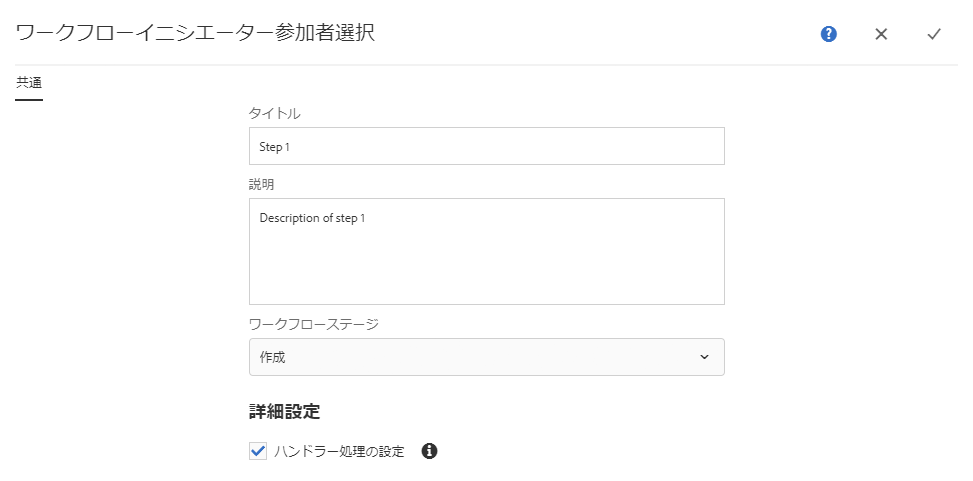 ワークフローイニシエーター参加者選択
共通
タイトル
Step 1
説明
Description of step 1
ワークフローステージ
作成
詳細設定
ハンドラー処理の設定